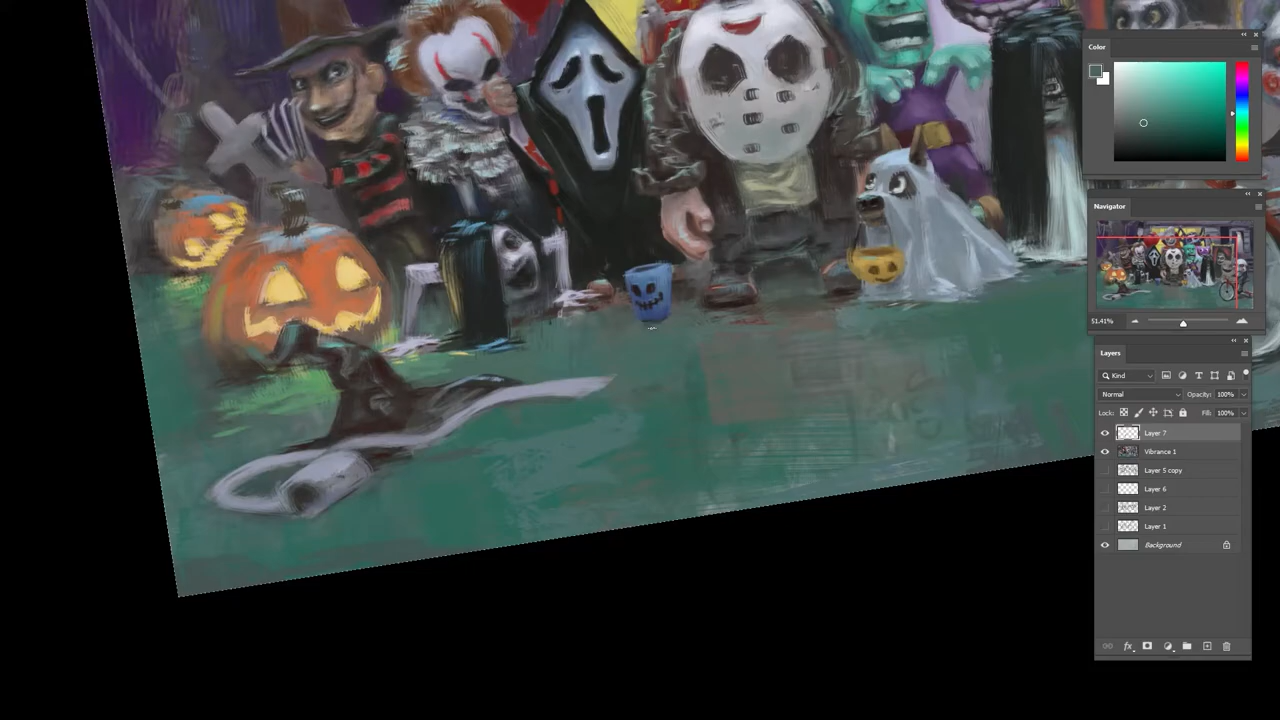 Color
Navigator
51.41%
Layers
Kind
Normal
Opacity: 100%
Lock:
Fill: 100%
Layer 7
Vibrance 1
Layer 5 copy
Layer 6
Layer 2
Layer 1
Background
fx